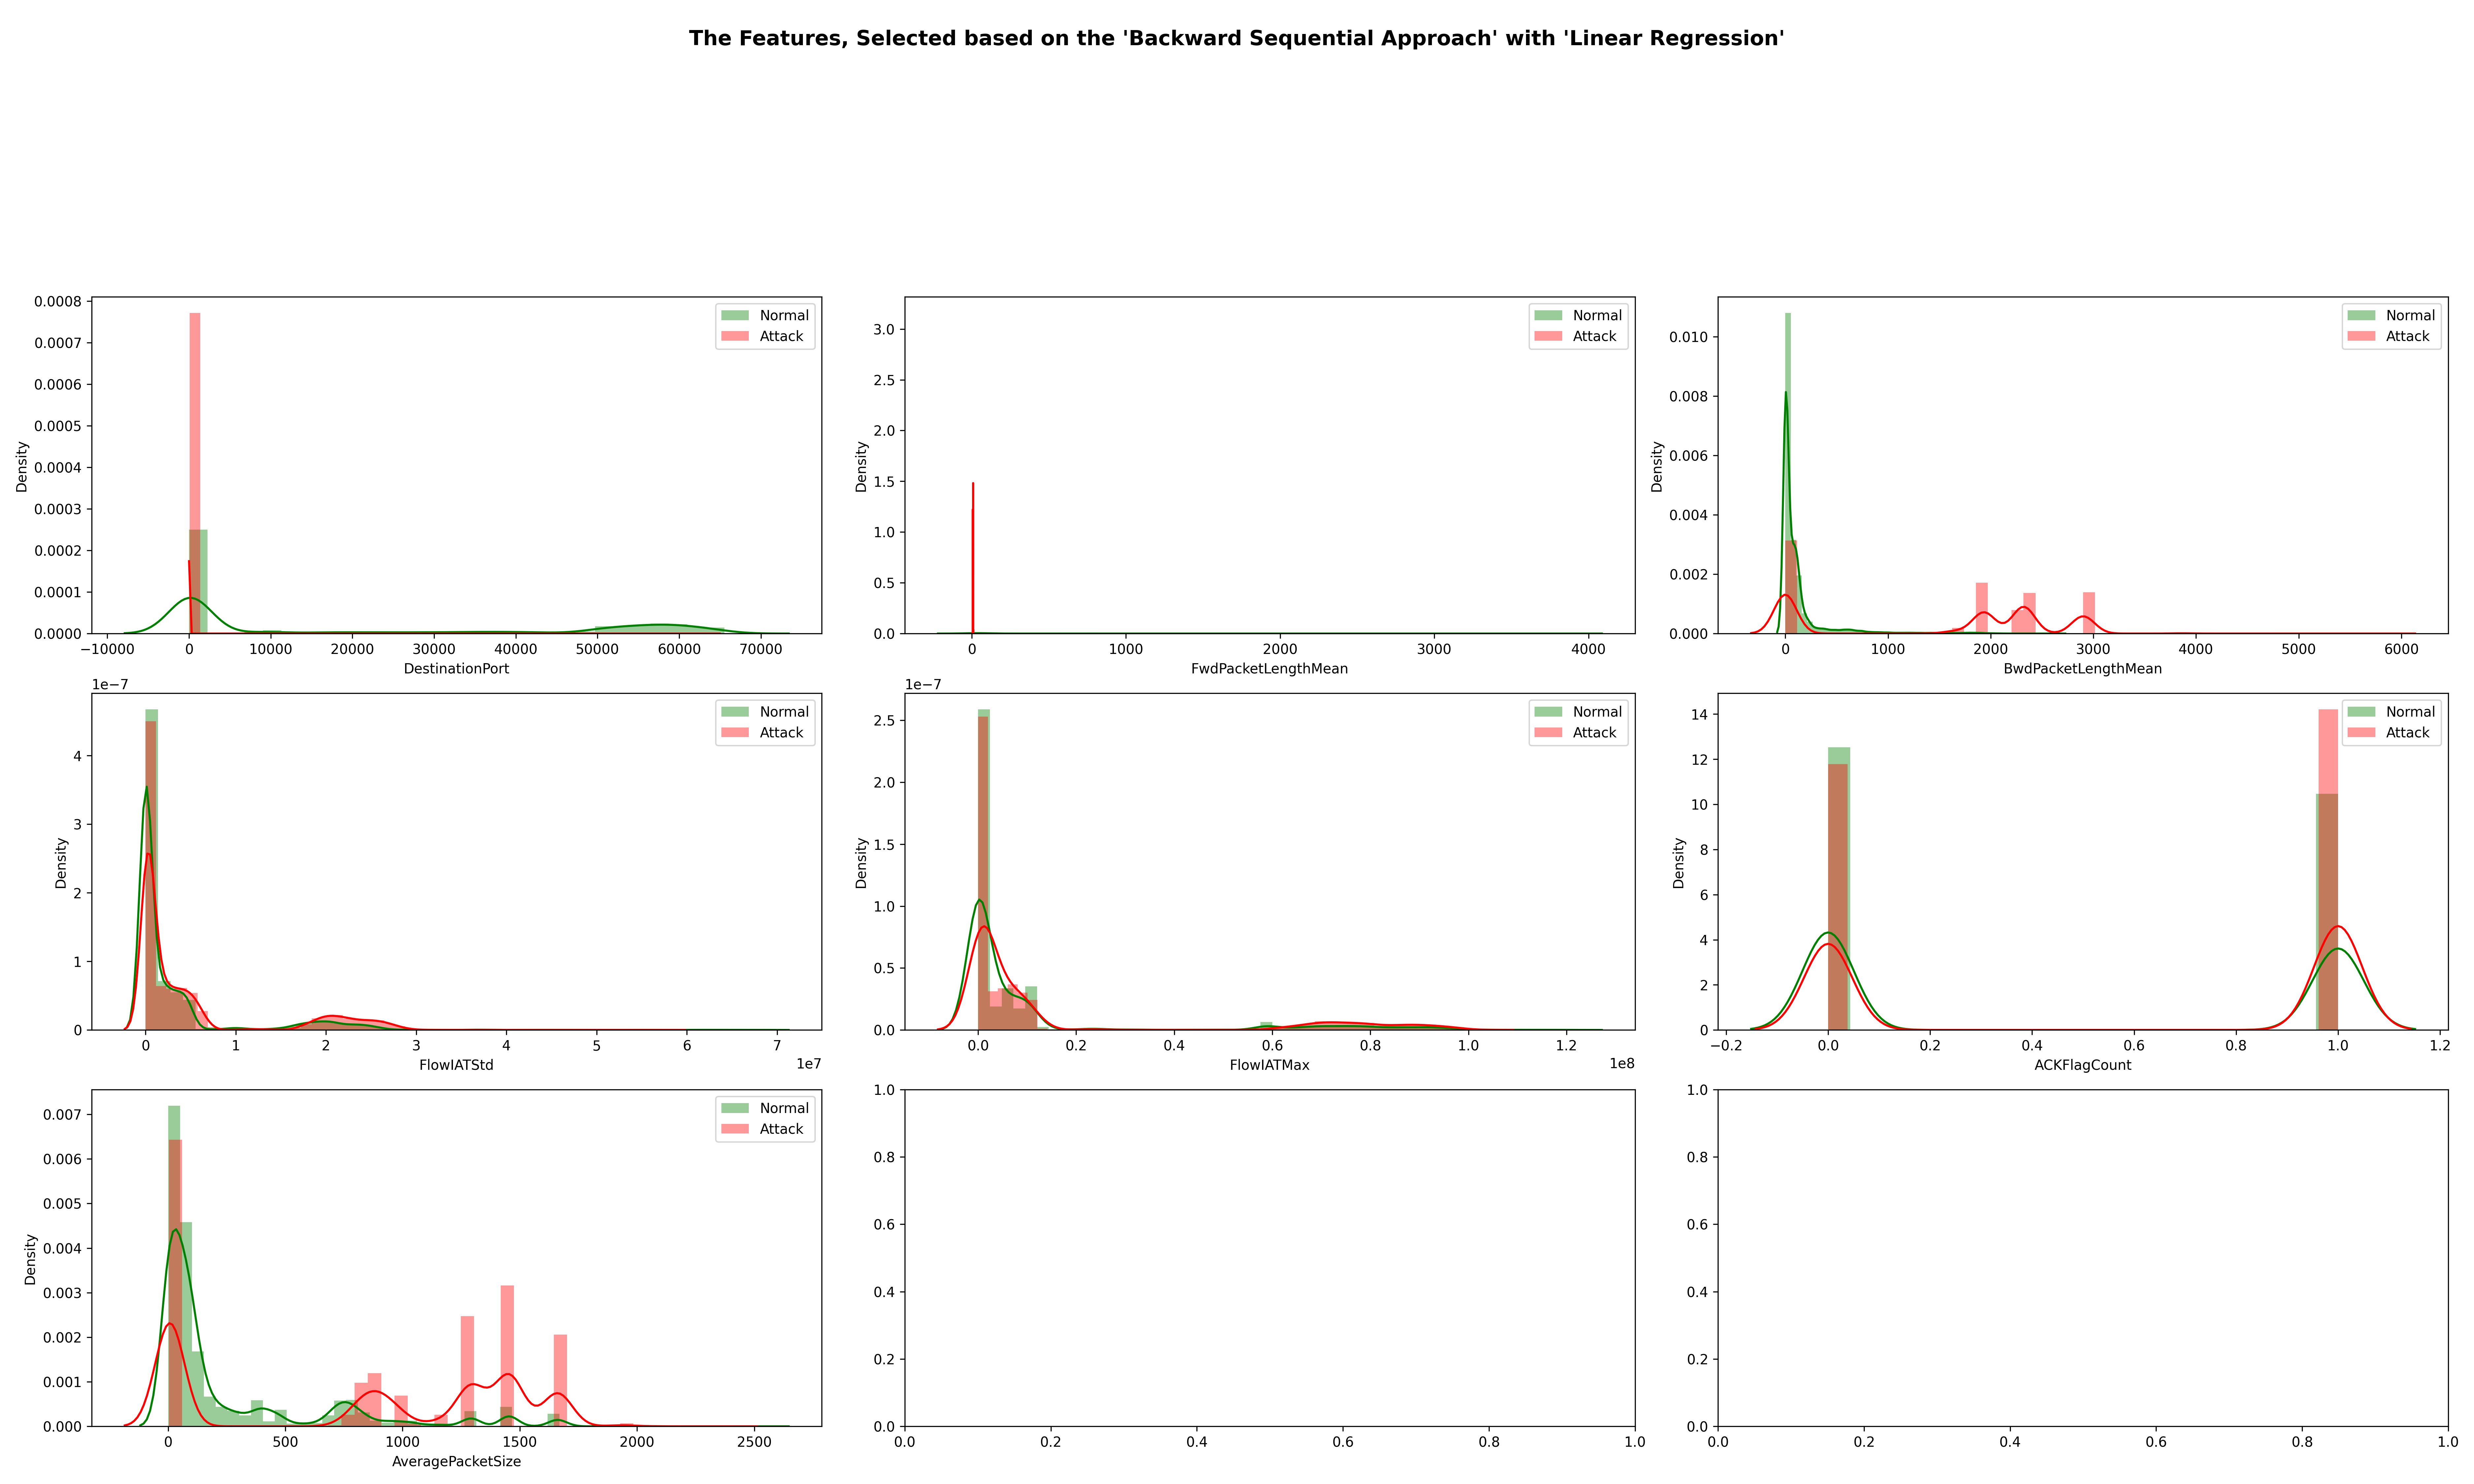 The Features, Selected based on the 'Backward Sequential Approach' with 'Linear Regression'
0.0008
0.0007
0.0006
0.0005
0.0004
0.0003
0.0002
0.0001
0.0000
Density
Normal
Attack
−10000 0 10000 20000 30000 40000 50000 60000 70000
DestinationPort
3.0
2.5
2.0
1.5
1.0
0.5
0.0
Density
Normal
Attack
0 1000 2000 3000 4000
FwdPacketLengthMean
0.010
0.008
0.006
0.004
0.002
0.000
Density
Normal
Attack
0 1000 2000 3000 4000 5000 6000
BwdPacketLengthMean
1e−7
4
3
2
1
0
Density
Normal
Attack
0 1 2 3 4 5 6 7
1e7
FlowIATStd
1e−7
2.5
2.0
1.5
1.0
0.5
0.0
Density
Normal
Attack
0.0 0.2 0.4 0.6 0.8 1.0 1.2
1e8
FlowIATMax
14
12
10
8
6
4
2
0
Density
Normal
Attack
−0.2 0.0 0.2 0.4 0.6 0.8 1.0 1.2
ACKFlagCount
0.007
0.006
0.005
0.004
0.003
0.002
0.001
0.000
Density
Normal
Attack
0 500 1000 1500 2000 2500
AveragePacketSize
1.0
0.8
0.6
0.4
0.2
0.0
0.0 0.2 0.4 0.6 0.8 1.0
1.0
0.8
0.6
0.4
0.2
0.0
0.0 0.2 0.4 0.6 0.8 1.0